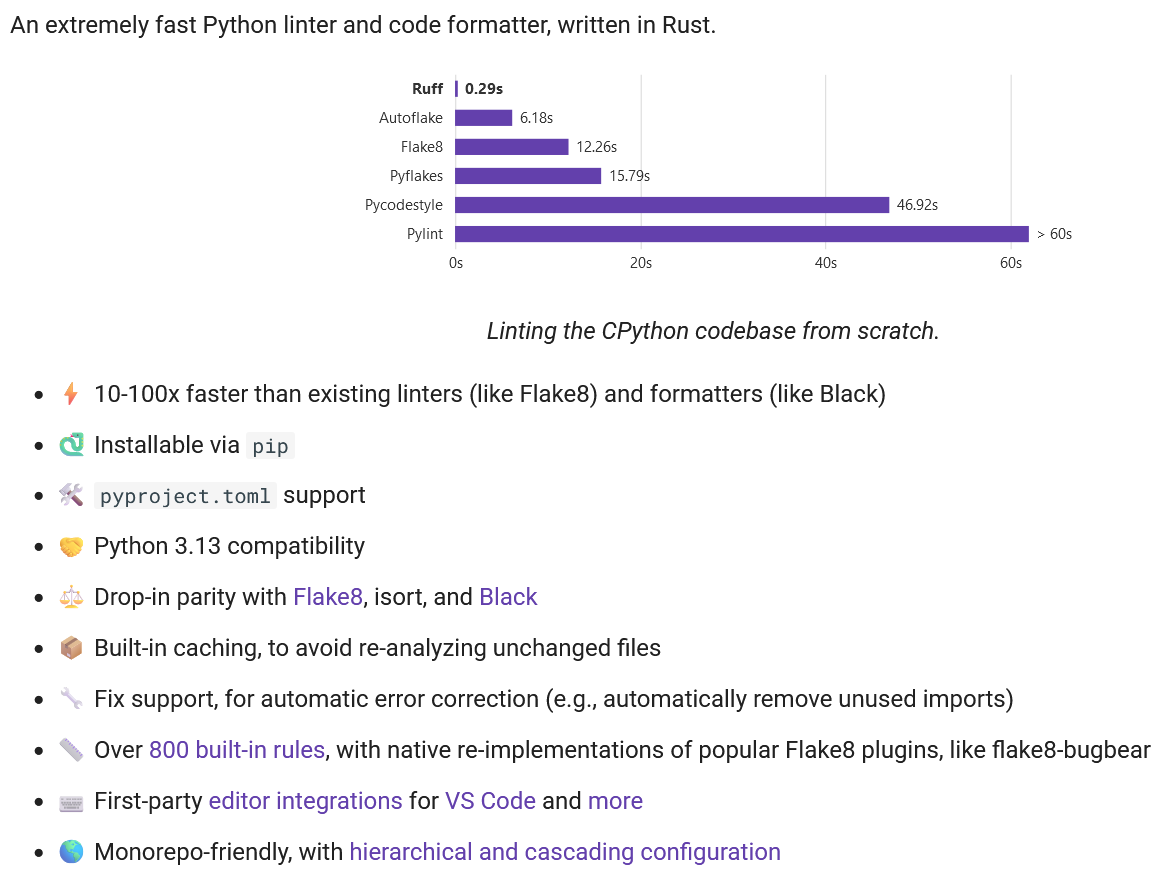 An extremely fast Python linter and code formatter, written in Rust.
Ruff 0.29s
Autoflake 6.18s
Flake8 12.26s
Pyflakes 15.79s
Pycodestyle 46.92s
Pylint > 60s
0s 20s 40s 60s
Linting the CPython codebase from scratch.
• ⚡ 10-100x faster than existing linters (like Flake8) and formatters (like Black)
• 🐍 Installable via pip
• 🛠️ pyproject.toml support
• 🤝 Python 3.13 compatibility
• ⚖️ Drop-in parity with Flake8, isort, and Black
• 📦 Built-in caching, to avoid re-analyzing unchanged files
• 🔧 Fix support, for automatic error correction (e.g., automatically remove unused imports)
• 📏 Over 800 built-in rules, with native re-implementations of popular Flake8 plugins, like flake8-bugbear
• ⌨️ First-party editor integrations for VS Code and more
• 🌎 Monorepo-friendly, with hierarchical and cascading configuration